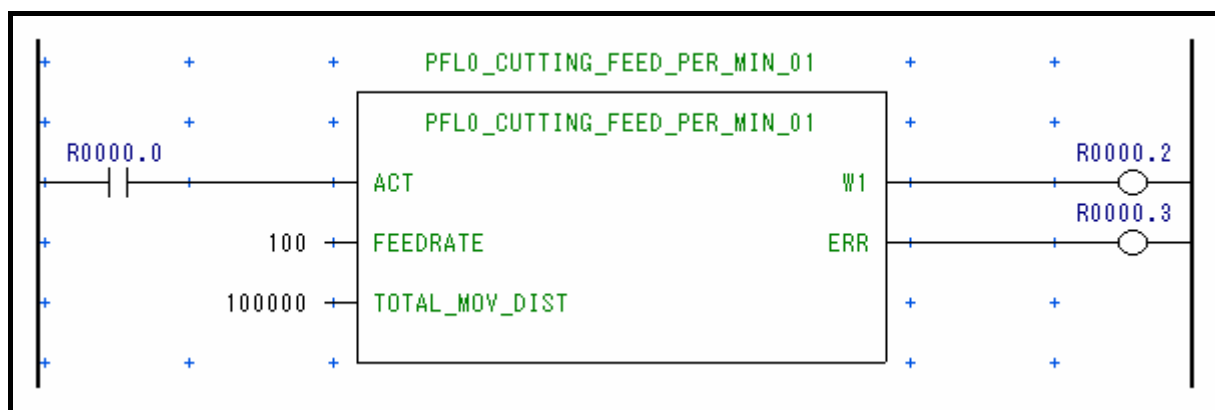 PFL0_CUTTING_FEED_PER_MIN_01
PFL0_CUTTING_FEED_PER_MIN_01
R0000.0 R0000.2
ACT W1
R0000.3
100 FEEDRATE ERR
100000 TOTAL_MOV_DIST